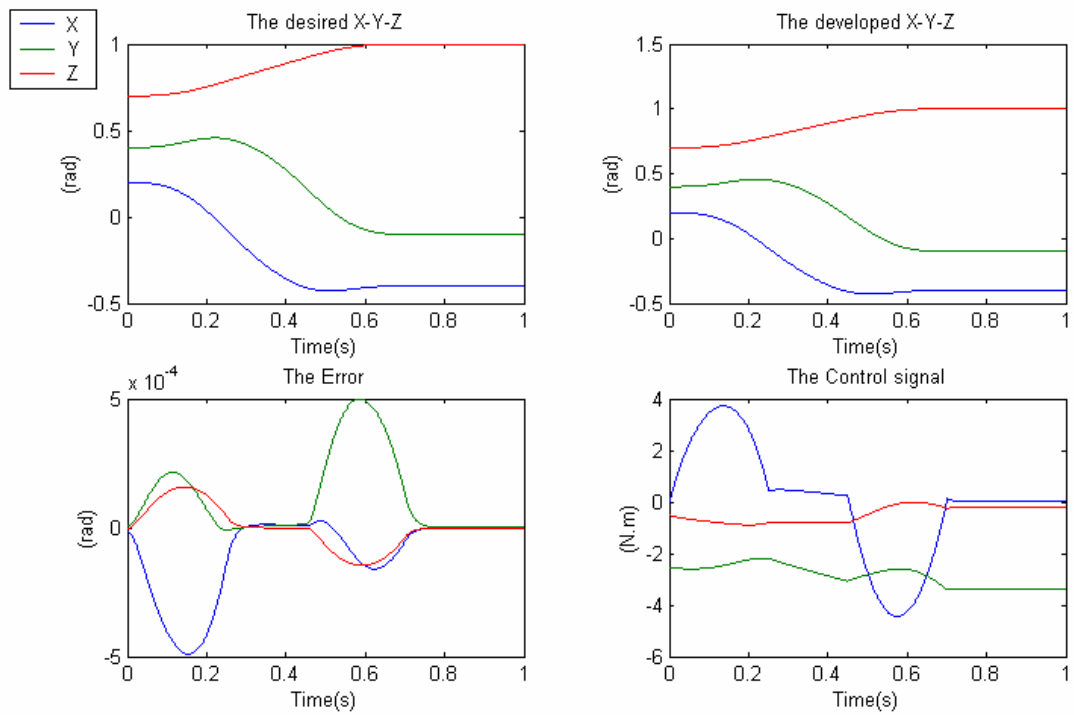 X
Y
Z
The desired X-Y-Z
1
0.5
0
-0.5
(rad)
0 0.2 0.4 0.6 0.8 1
Time(s)
The developed X-Y-Z
1.5
1
0.5
0
-0.5
(rad)
0 0.2 0.4 0.6 0.8 1
Time(s)
The Error
x 10^-4
5
0
-5
(rad)
0 0.2 0.4 0.6 0.8 1
Time(s)
The Control signal
4
2
0
-2
-4
-6
(N.m)
0 0.2 0.4 0.6 0.8 1
Time(s)